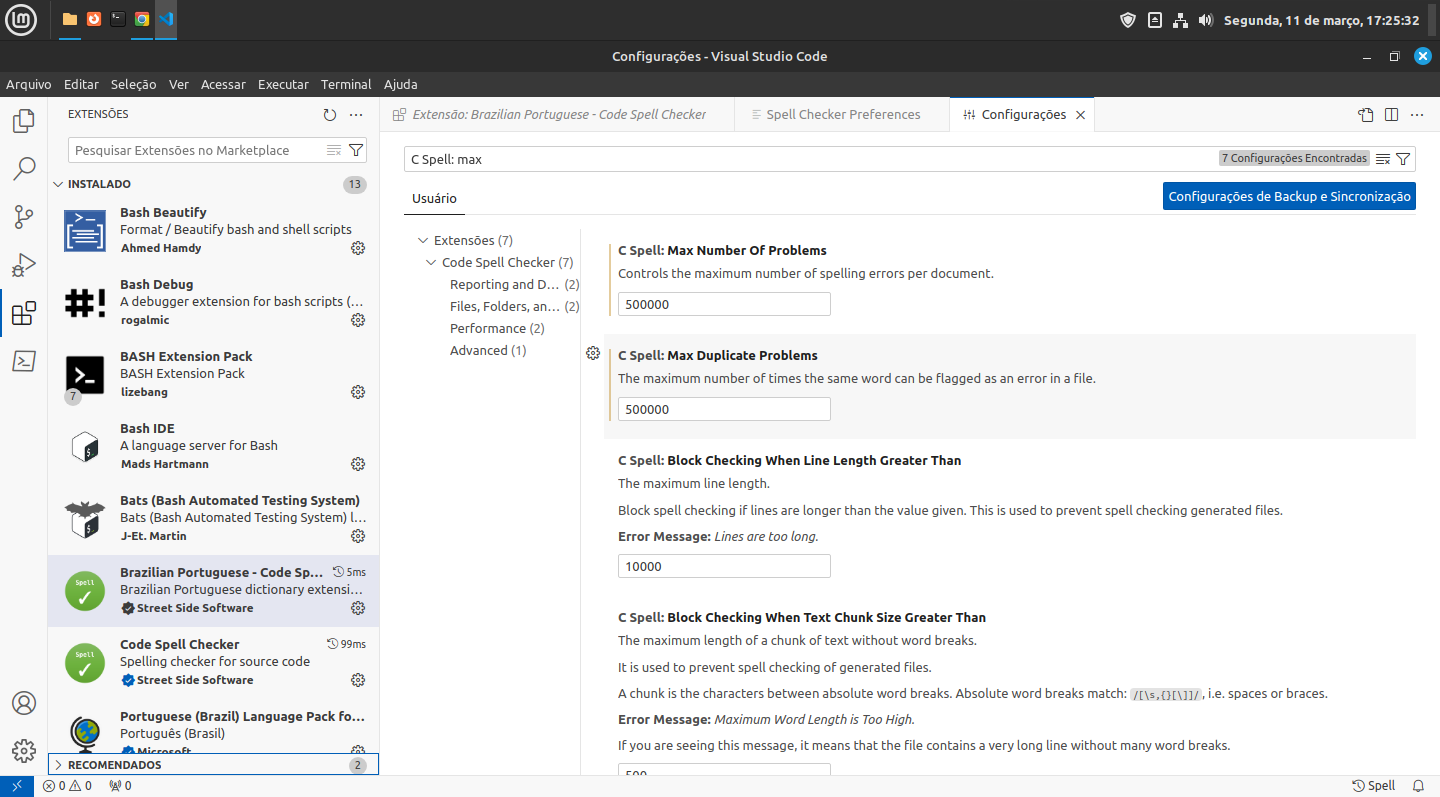 Segunda, 11 de março, 17:25:32
Configurações - Visual Studio Code
Arquivo Editar Seleção Ver Acessar Executar Terminal Ajuda
EXTENSÕES
Pesquisar Extensões no Marketplace
INSTALADO 13
Bash Beautify
Format / Beautify bash and shell scripts
Ahmed Hamdy
#!
Bash Debug
A debugger extension for bash scripts (...
rogalmic
BASH Extension Pack
BASH Extension Pack
lizebang
7
Bash IDE
A language server for Bash
Mads Hartmann
Bats (Bash Automated Testing System)
Bats (Bash Automated Testing System) l...
J-Et. Martin
Spell
Brazilian Portuguese - Code Sp... 5ms
Brazilian Portuguese dictionary extensi...
Street Side Software
Spell
Code Spell Checker 99ms
Spelling checker for source code
Street Side Software
Portuguese (Brazil) Language Pack fo...
Português (Brasil)
Microsoft
RECOMENDADOS 2
Extensão: Brazilian Portuguese - Code Spell Checker
Spell Checker Preferences
Configurações
C Spell: max
7 Configurações Encontradas
Usuário
Configurações de Backup e Sincronização
Extensões (7)
Code Spell Checker (7)
Reporting and D... (2)
Files, Folders, an... (2)
Performance (2)
Advanced (1)
C Spell: Max Number Of Problems
Controls the maximum number of spelling errors per document.
500000
C Spell: Max Duplicate Problems
The maximum number of times the same word can be flagged as an error in a file.
500000
C Spell: Block Checking When Line Length Greater Than
The maximum line length.
Block spell checking if lines are longer than the value given. This is used to prevent spell checking generated files.
Error Message: Lines are too long.
10000
C Spell: Block Checking When Text Chunk Size Greater Than
The maximum length of a chunk of text without word breaks.
It is used to prevent spell checking of generated files.
A chunk is the characters between absolute word breaks. Absolute word breaks match: /[\s,{}[\]]/, i.e. spaces or braces.
Error Message: Maximum Word Length is Too High.
If you are seeing this message, it means that the file contains a very long line without many word breaks.
500
0 0 0
Spell